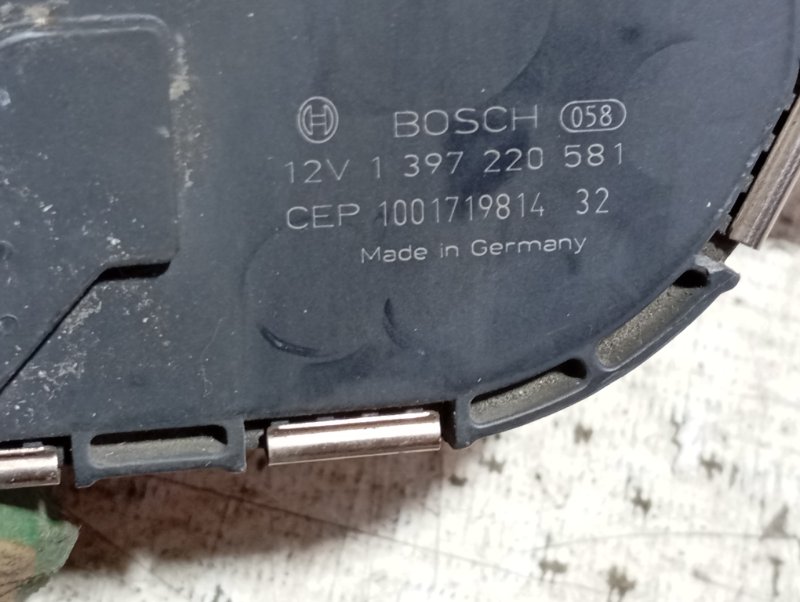 BOSCH 058
12V 1 397 220 581
CEP 1001719814 32
Made in Germany